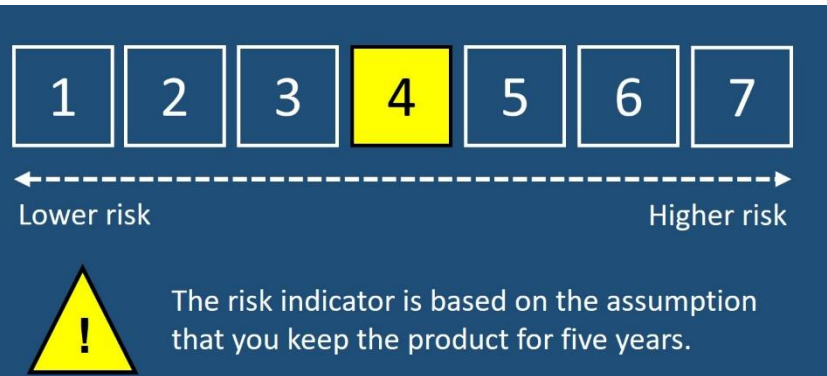 1 2 3 4 5 6 7
Lower risk Higher risk
!
The risk indicator is based on the assumption
that you keep the product for five years.